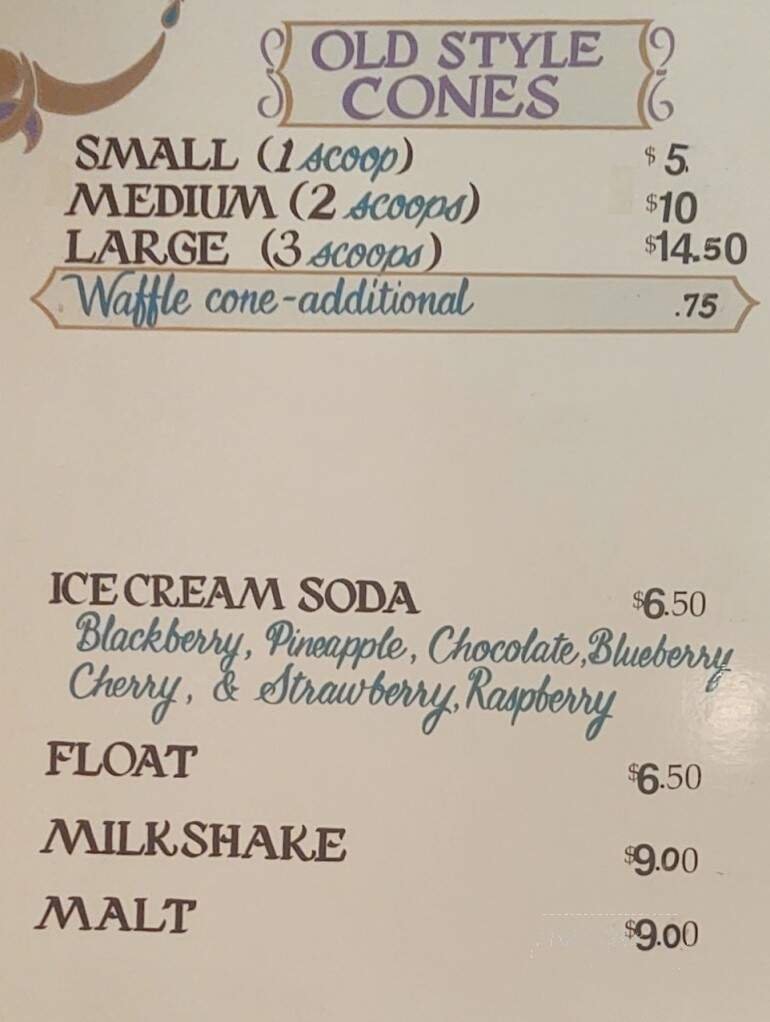 OLD STYLE
CONES
SMALL (1 scoop) $5.
MEDIUM (2 scoops) $10
LARGE (3 scoops) $14.50
Waffle cone-additional .75
ICE CREAM SODA $6.50
Blackberry, Pineapple, Chocolate, Blueberry
Cherry, & Strawberry, Raspberry
FLOAT $6.50
MILKSHAKE $9.00
MALT $9.00